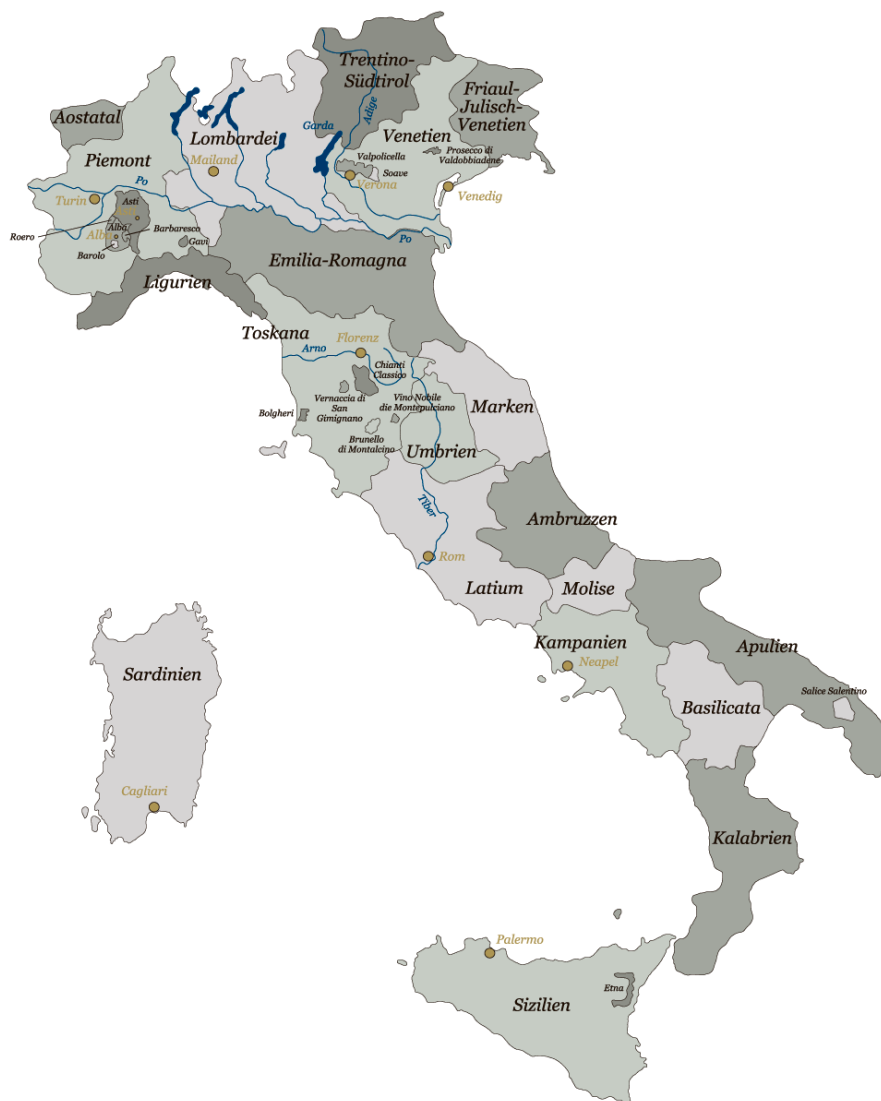 Trentino-
Südtirol
Adige
Friaul-
Julisch-
Venetien
Aostatal
Garda
Lombardei
Venetien
Prosecco di
Valdobbiadene
Piemont
Mailand
Valpolicella
Soave
Verona
Venedig
Po
Turin
Asti
Roero
Alba
Alba
Barbaresco
Barolo
Gavi
Po
Emilia-Romagna
Ligurien
Toskana
Florenz
Arno
Chianti
Classico
Vernaccia di
San
Gimignano
Vino Nobile
die Montepulciano
Bolgheri
Brunello
di Montalcino
Marken
Umbrien
Tiber
Ambruzzen
Rom
Latium
Molise
Kampanien
Neapel
Apulien
Sardinien
Basilicata
Salice Salentino
Cagliari
Kalabrien
Palermo
Sizilien
Etna